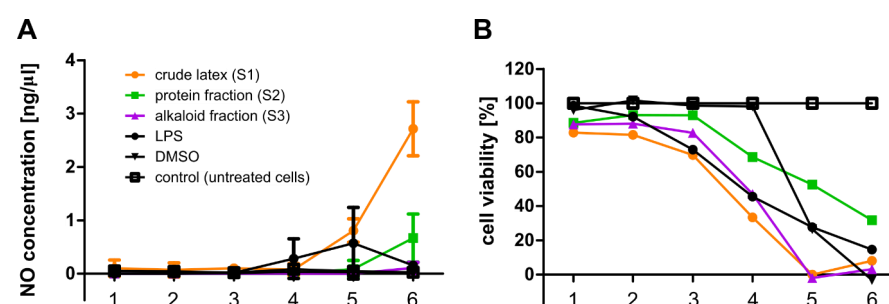 A
NO concentration [ng/µl]
4
3
2
1
0
crude latex (S1)
protein fraction (S2)
alkaloid fraction (S3)
LPS
DMSO
control (untreated cells)
1 2 3 4 5 6
B
cell viability [%]
120
100
80
60
40
20
0
1 2 3 4 5 6